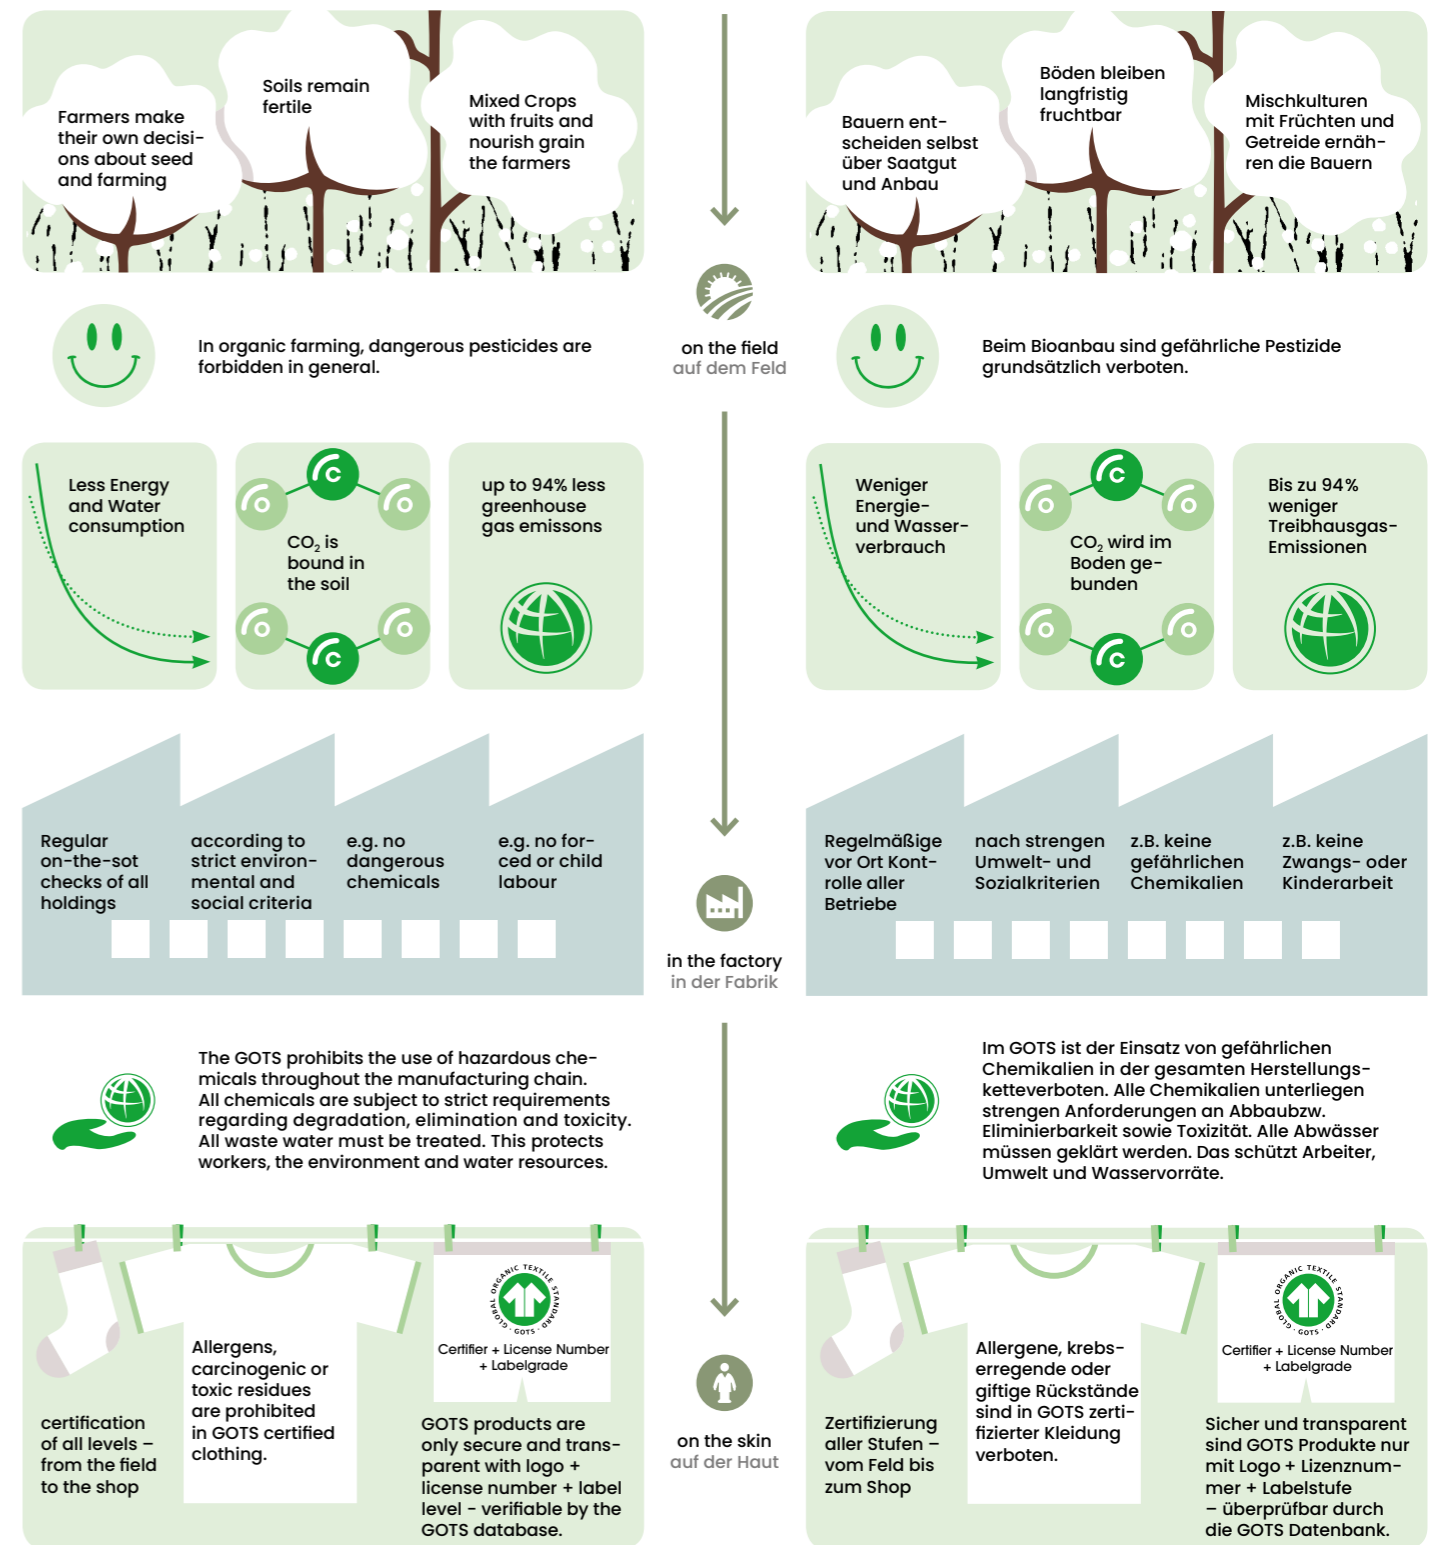 Farmers make
their own decisi-
ons about seed
and farming
Soils remain
fertile
Mixed Crops
with fruits and
nourish grain
the farmers
In organic farming, dangerous pesticides are
forbidden in general.
Less Energy
and Water
consumption
C
O
O
CO₂ is
bound in
the soil
O
O
C
up to 94% less
greenhouse
gas emissons
Regular
on-the-sot
checks of all
holdings
according to
strict environ-
mental and
social criteria
e.g. no
dangerous
chemicals
e.g. no for-
ced or child
labour
The GOTS prohibits the use of hazardous che-
micals throughout the manufacturing chain.
All chemicals are subject to strict requirements
regarding degradation, elimination and toxicity.
All waste water must be treated. This protects
workers, the environment and water resources.
certification
of all levels –
from the field
to the shop
Allergens,
carcinogenic or
toxic residues
are prohibited
in GOTS certified
clothing.
GLOBAL ORGANIC TEXTILE STANDARD · GOTS ·
Certifier + License Number
+ Labelgrade
GOTS products are
only secure and trans-
parent with logo +
license number + label
level - verifiable by the
GOTS database.
on the field
auf dem Feld
in the factory
in der Fabrik
on the skin
auf der Haut
Bauern ent-
scheiden selbst
über Saatgut
und Anbau
Böden bleiben
langfristig
fruchtbar
Mischkulturen
mit Früchten und
Getreide ernäh-
ren die Bauern
Beim Bioanbau sind gefährliche Pestizide
grundsätzlich verboten.
Weniger
Energie-
und Wasser-
verbrauch
C
O
O
CO₂ wird im
Boden ge-
bunden
O
O
C
Bis zu 94%
weniger
Treibhausgas-
Emissionen
Regelmäßige
vor Ort Kont-
rolle aller
Betriebe
nach strengen
Umwelt- und
Sozialkriterien
z.B. keine
gefährlichen
Chemikalien
z.B. keine
Zwangs- oder
Kinderarbeit
Im GOTS ist der Einsatz von gefährlichen
Chemikalien in der gesamten Herstellungs-
ketteverboten. Alle Chemikalien unterliegen
strengen Anforderungen an Abbaubzw.
Eliminierbarkeit sowie Toxizität. Alle Abwässer
müssen geklärt werden. Das schützt Arbeiter,
Umwelt und Wasservorräte.
Zertifizierung
aller Stufen –
vom Feld bis
zum Shop
Allergene, krebs-
erregende oder
giftige Rückstände
sind in GOTS zerti-
fizierter Kleidung
verboten.
GLOBAL ORGANIC TEXTILE STANDARD · GOTS ·
Certifier + License Number
+ Labelgrade
Sicher und transparent
sind GOTS Produkte nur
mit Logo + Lizenznum-
mer + Labelstufe
– überprüfbar durch
die GOTS Datenbank.